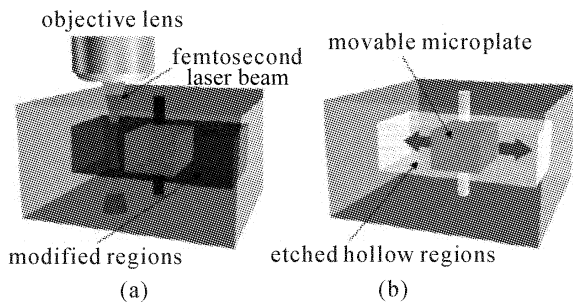 objective lens
femtosecond
laser beam
modified regions
(a)
movable microplate
etched hollow regions
(b)